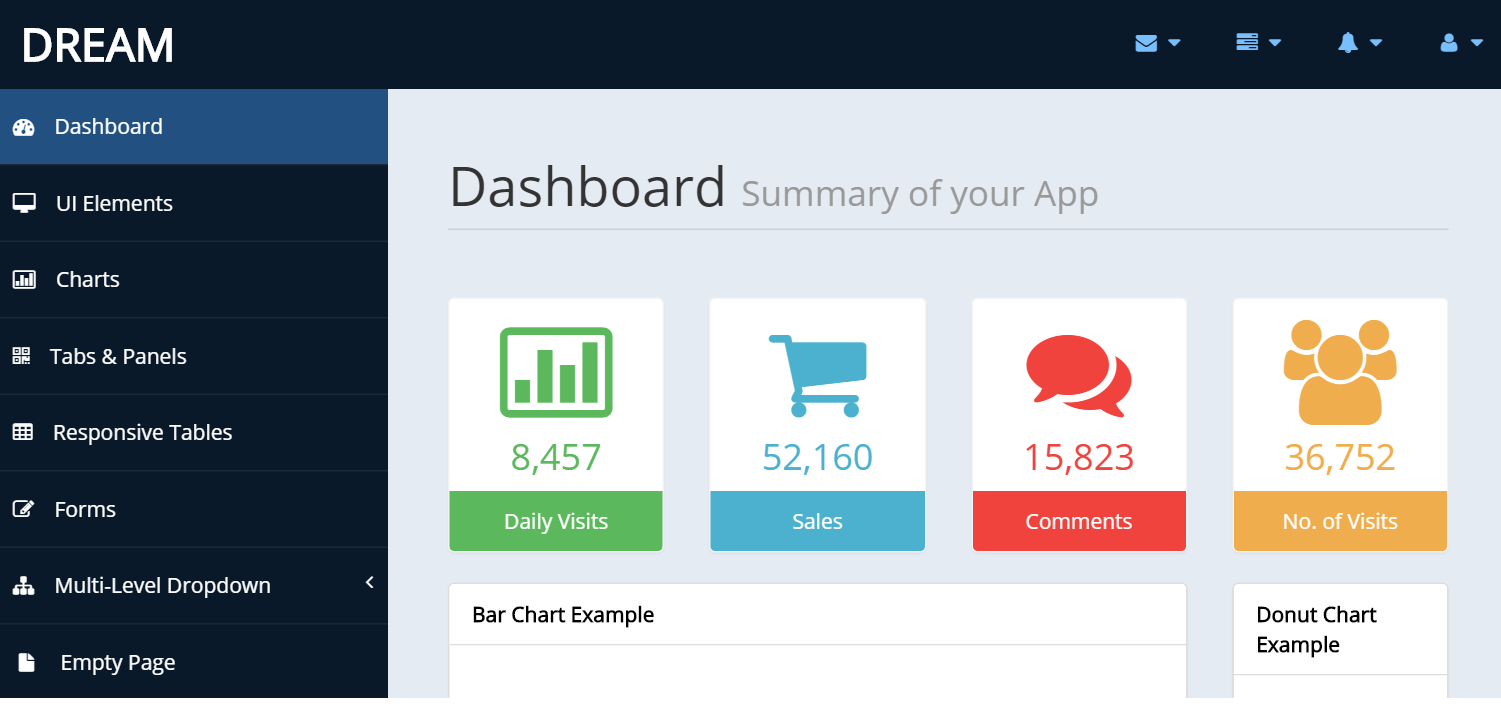 DREAM
Dashboard
UI Elements
Charts
Tabs & Panels
Responsive Tables
Forms
Multi-Level Dropdown
Empty Page
Dashboard Summary of your App
8,457
Daily Visits
52,160
Sales
15,823
Comments
36,752
No. of Visits
Bar Chart Example
Donut Chart
Example